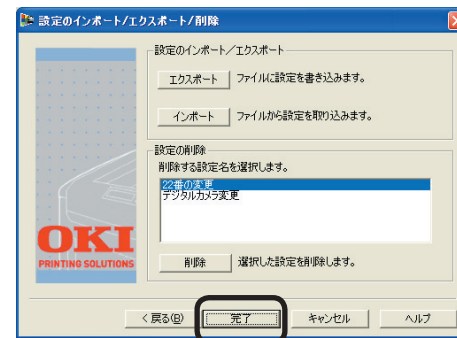 設定のインポート/エクスポート/削除
設定のインポート／エクスポート
エクスポート ファイルに設定を書き込みます。
インポート ファイルから設定を取り込みます。
設定の削除
削除する設定名を選択します。
22番の変更
デジタルカメラ変更
OKI
PRINTING SOLUTIONS
削除 選択した設定を削除します。
< 戻る(B) 完了 キャンセル ヘルプ